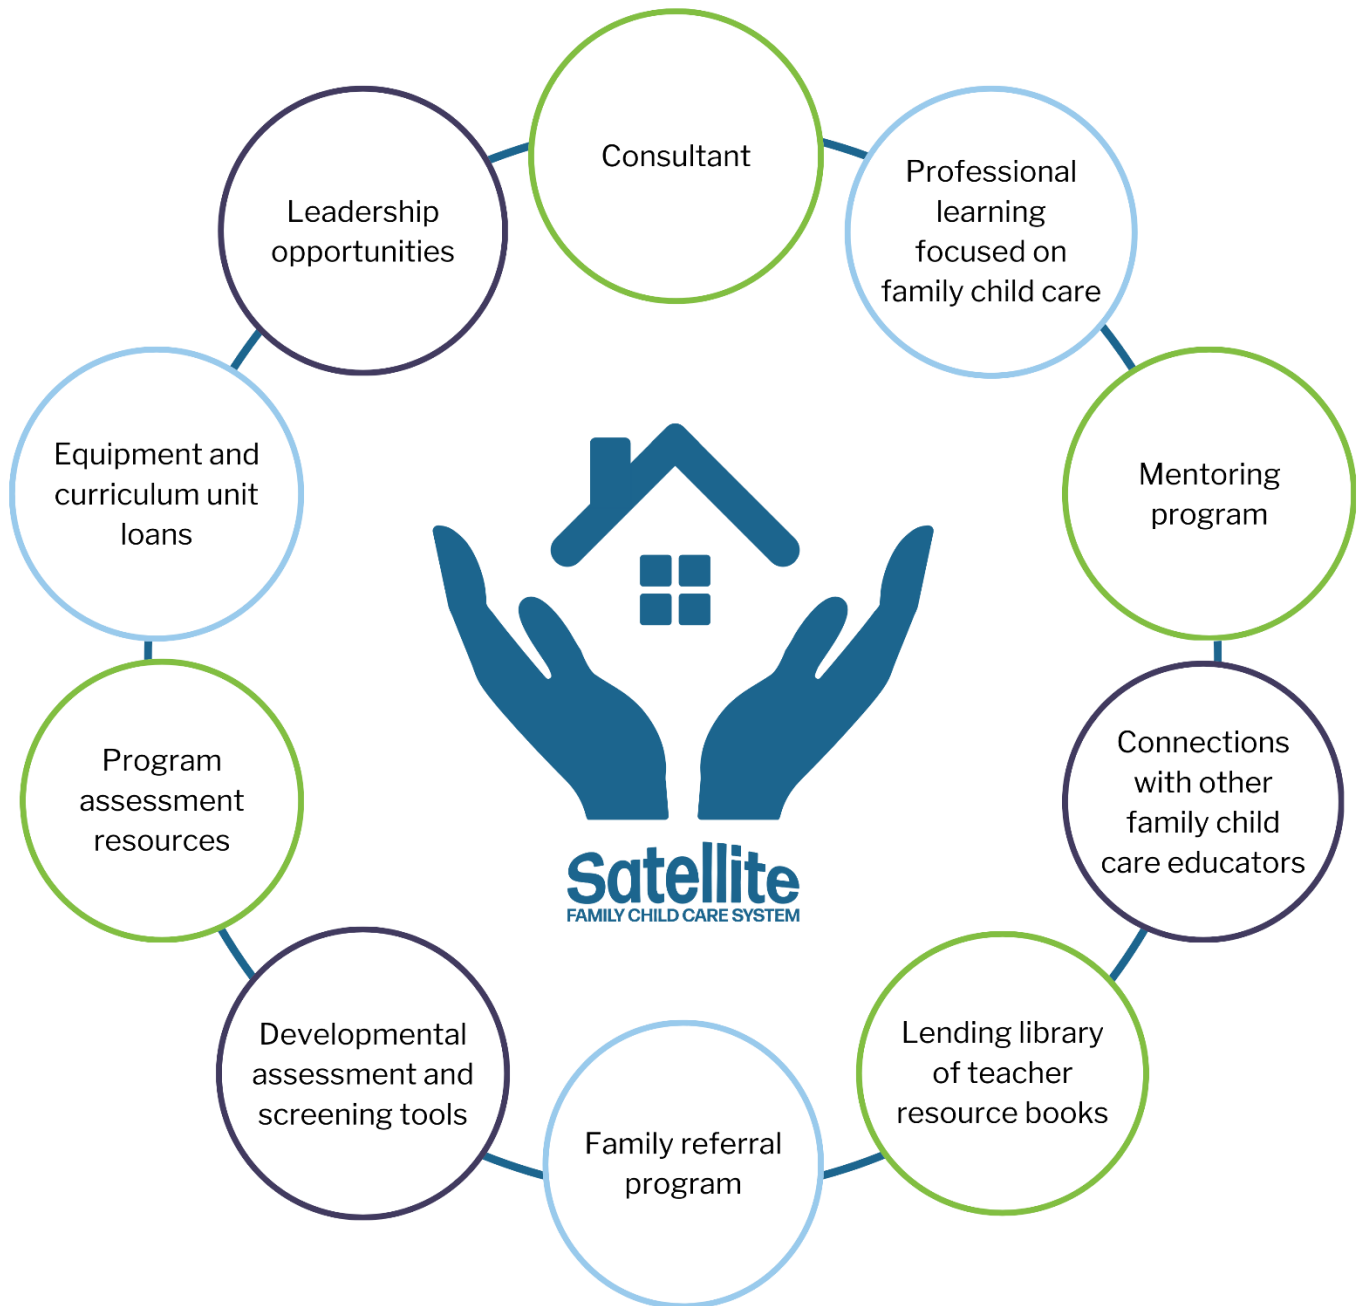 Consultant
Professional
learning
focused on
family child care
Mentoring
program
Connections
with other
family child
care educators
Lending library
of teacher
resource books
Family referral
program
Developmental
assessment and
screening tools
Program
assessment
resources
Equipment and
curriculum unit
loans
Leadership
opportunities
Satellite
FAMILY CHILD CARE SYSTEM